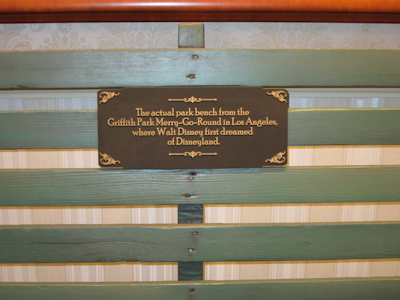 The actual park bench from the
Griffith Park Merry-Go-Round in Los Angeles,
where Walt Disney first dreamed
of Disneyland.